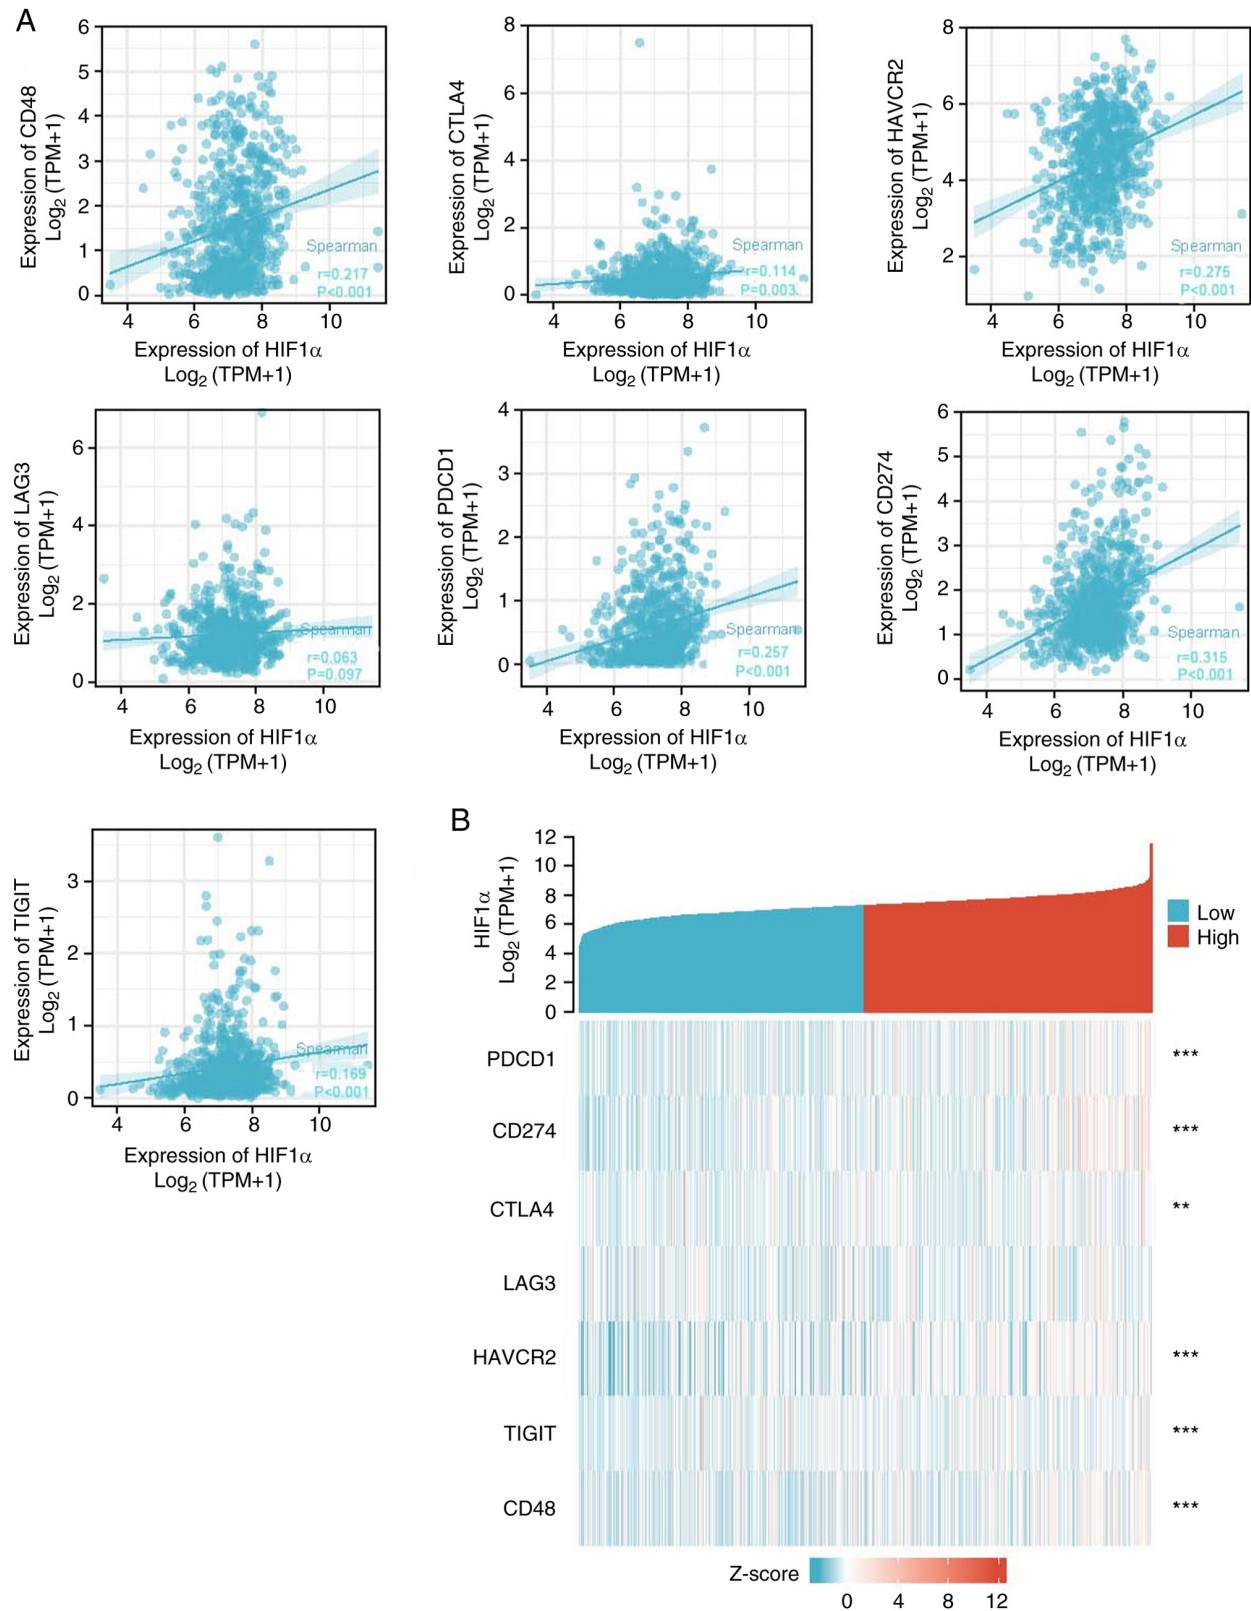 A
6
5
4
3
2
1
0
Expression of CD48
Log2 (TPM+1)
Spearman
r=0.217
P<0.001
4 6 8 10
Expression of HIF1α
Log2 (TPM+1)
8
6
4
2
0
Expression of CTLA4
Log2 (TPM+1)
Spearman
r=0.114
P=0.003
4 6 8 10
Expression of HIF1α
Log2 (TPM+1)
8
6
4
2
Expression of HAVCR2
Log2 (TPM+1)
Spearman
r=0.275
P<0.001
4 6 8 10
Expression of HIF1α
Log2 (TPM+1)
6
4
2
0
Expression of LAG3
Log2 (TPM+1)
Spearman
r=0.063
P=0.097
4 6 8 10
Expression of HIF1α
Log2 (TPM+1)
4
3
2
1
0
Expression of PDCD1
Log2 (TPM+1)
Spearman
r=0.257
P<0.001
4 6 8 10
Expression of HIF1α
Log2 (TPM+1)
6
5
4
3
2
1
0
Expression of CD274
Log2 (TPM+1)
Spearman
r=0.315
P<0.001
4 6 8 10
Expression of HIF1α
Log2 (TPM+1)
3
2
1
0
Expression of TIGIT
Log2 (TPM+1)
Spearman
r=0.169
P<0.001
4 6 8 10
Expression of HIF1α
Log2 (TPM+1)
B
12
10
8
6
4
2
0
HIF1α
Log2 (TPM+1)
Low
High
PDCD1 ***
CD274 ***
CTLA4 **
LAG3
HAVCR2 ***
TIGIT ***
CD48 ***
Z-score
0 4 8 12